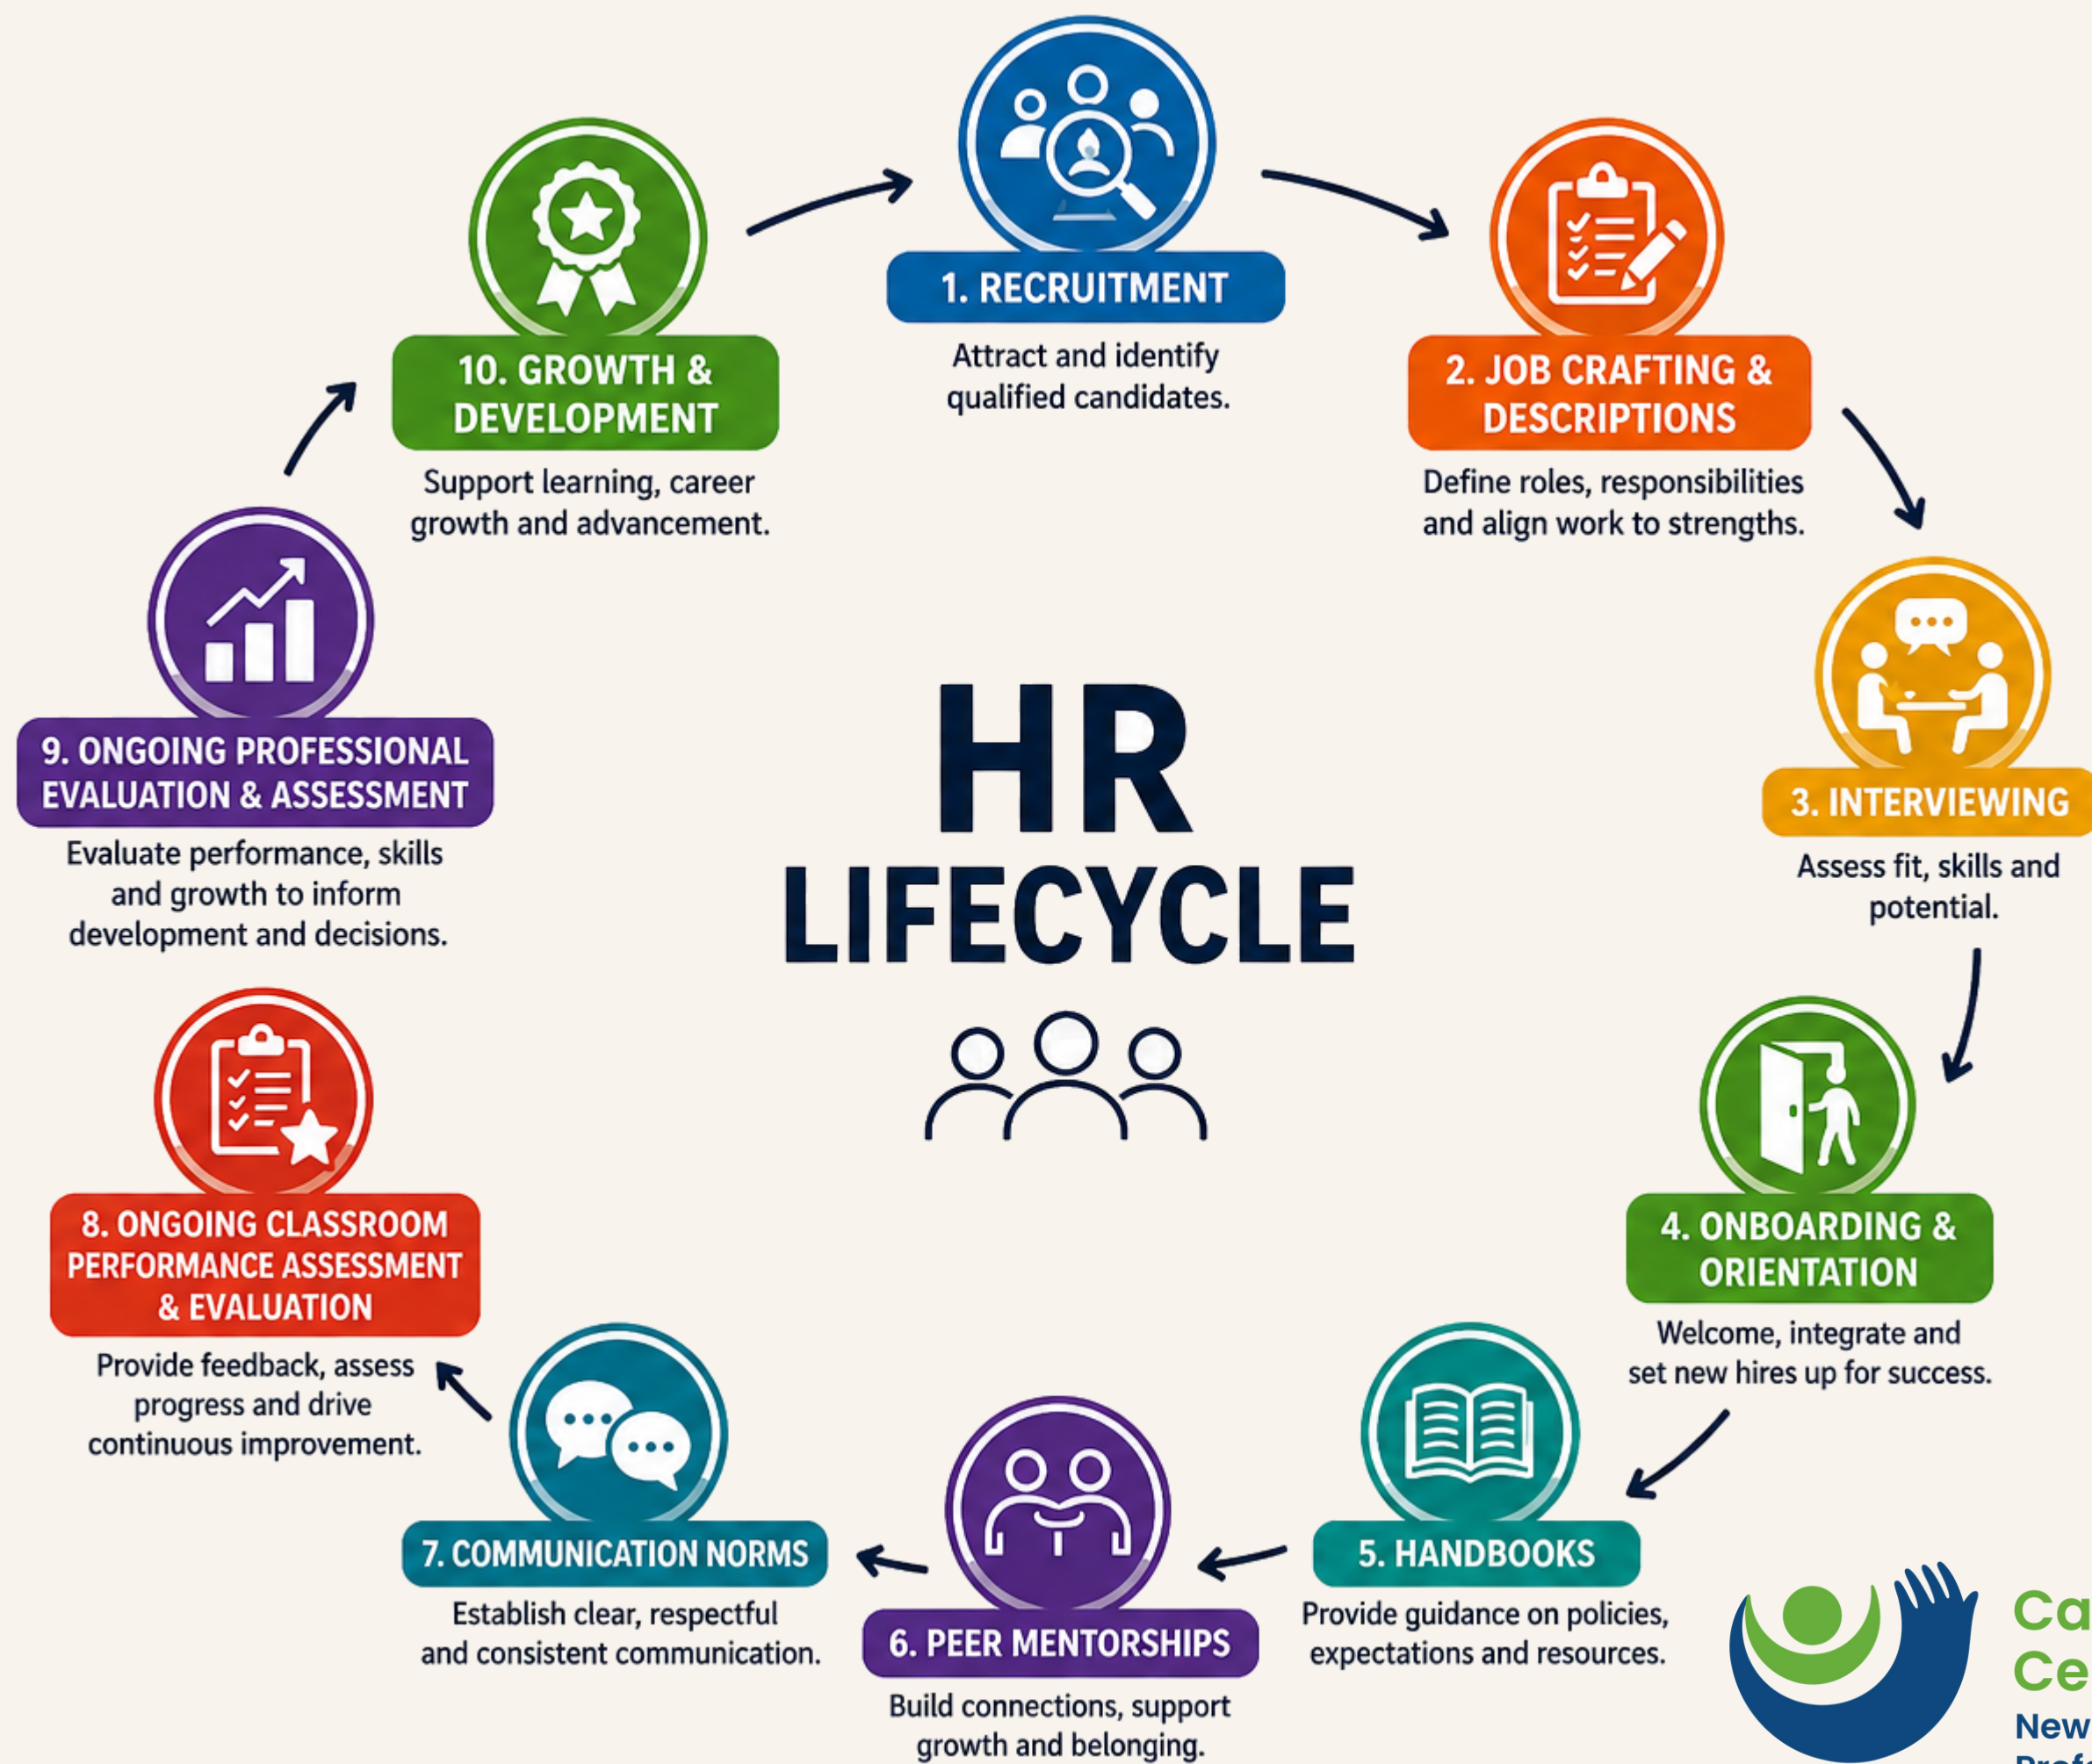 1. RECRUITMENT
Attract and identify
qualified candidates.
2. JOB CRAFTING &
DESCRIPTIONS
Define roles, responsibilities
and align work to strengths.
3. INTERVIEWING
Assess fit, skills and
potential.
4. ONBOARDING &
ORIENTATION
Welcome, integrate and
set new hires up for success.
5. HANDBOOKS
Provide guidance on policies,
expectations and resources.
6. PEER MENTORSHIPS
Build connections, support
growth and belonging.
7. COMMUNICATION NORMS
Establish clear, respectful
and consistent communication.
8. ONGOING CLASSROOM
PERFORMANCE ASSESSMENT
& EVALUATION
Provide feedback, assess
progress and drive
continuous improvement.
9. ONGOING PROFESSIONAL
EVALUATION & ASSESSMENT
Evaluate performance, skills
and growth to inform
development and decisions.
10. GROWTH &
DEVELOPMENT
Support learning, career
growth and advancement.
HR
LIFECYCLE
Ca
Ce
New